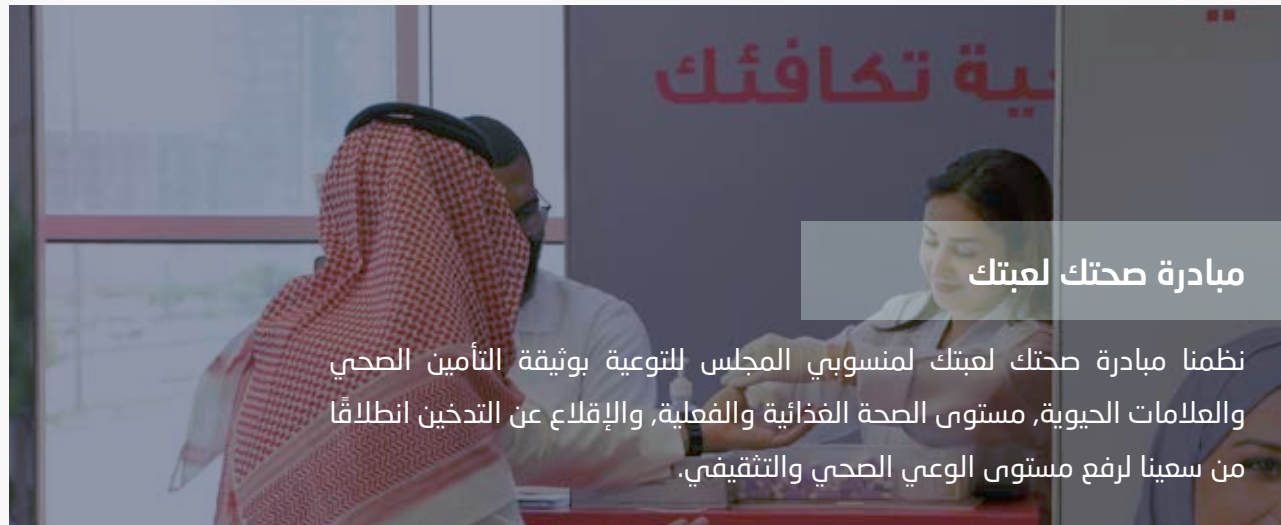 تكافئك
مبادرة صحتك لعبتك
نظمنا مبادرة صحتك لعبتك لمنسوبي المجلس للتوعية بوثيقة التأمين الصحي
والعلامات الحيوية, مستوى الصحة الغذائية والفعلية, والإقلاع عن التدخين انطلاقًا
من سعينا لرفع مستوى الوعي الصحي والتثقيفي.